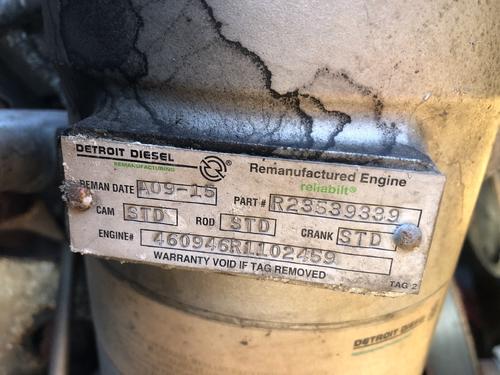 DETROIT DIESEL ®
REMANUFACTURING
Remanufactured Engine
reliabilt®
REMAN DATE A09-15 PART # R23539339
CAM STD ROD STD CRANK STD
ENGINE# 460946R1102459
WARRANTY VOID IF TAG REMOVED
TAG 2
DETROIT DIESEL